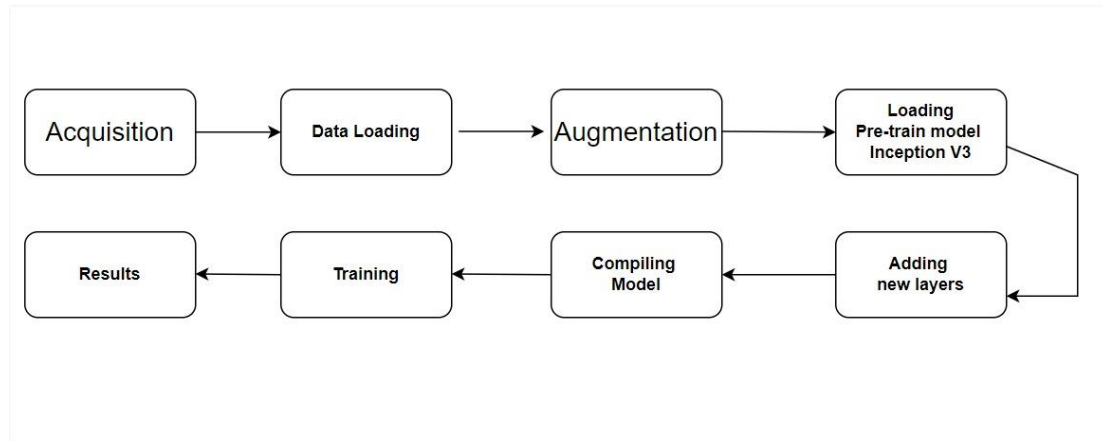 Acquisition
Data Loading
Augmentation
Loading
Pre-train model
Inception V3
Results
Training
Compiling
Model
Adding
new layers